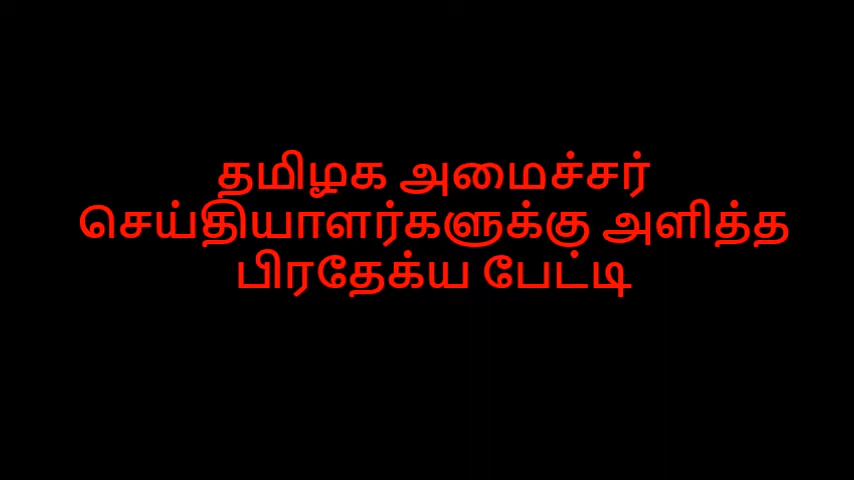 தமிழக அமைச்சர்
செய்தியாளர்களுக்கு அளித்த
பிரதேக்ய பேட்டி